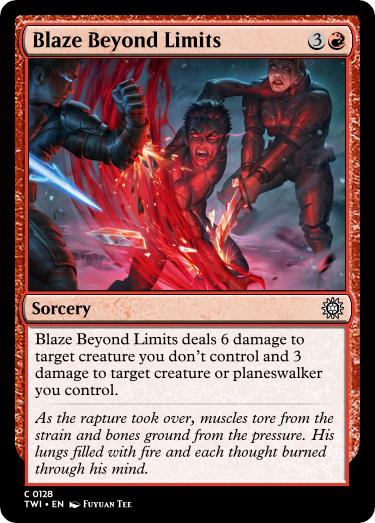 Blaze Beyond Limits 3
Sorcery
Blaze Beyond Limits deals 6 damage to
target creature you don't control and 3
damage to target creature or planeswalker
you control.
As the rapture took over, muscles tore from the
strain and bones ground from the pressure. His
lungs filled with fire and each thought burned
through his mind.
C 0128
TWI • EN Fuyuan Tee